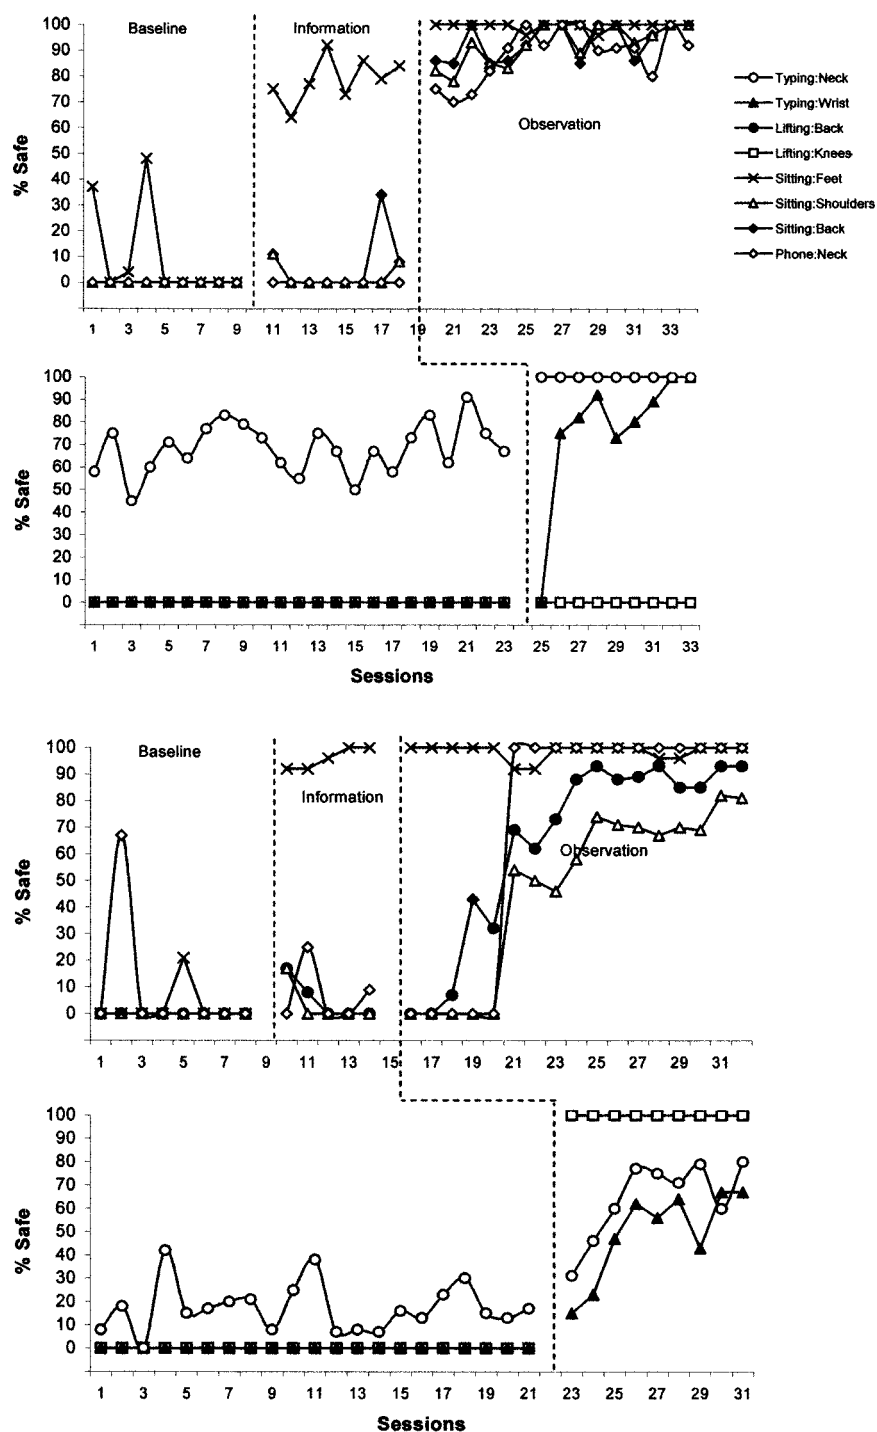 Baseline
Information
Observation
% Safe
100
90
80
70
60
50
40
30
20
10
0
1 3 5 7 9 11 13 15 17 19 21 23 25 27 29 31 33
Typing:Neck
Typing:Wrist
Lifting:Back
Lifting:Knees
Sitting:Feet
Sitting:Shoulders
Sitting:Back
Phone:Neck
% Safe
100
90
80
70
60
50
40
30
20
10
0
1 3 5 7 9 11 13 15 17 19 21 23 25 27 29 31 33
Sessions
Baseline
Information
Observation
% Safe
100
90
80
70
60
50
40
30
20
10
0
1 3 5 7 9 11 13 15 17 19 21 23 25 27 29 31
% Safe
100
90
80
70
60
50
40
30
20
10
0
1 3 5 7 9 11 13 15 17 19 21 23 25 27 29 31
Sessions